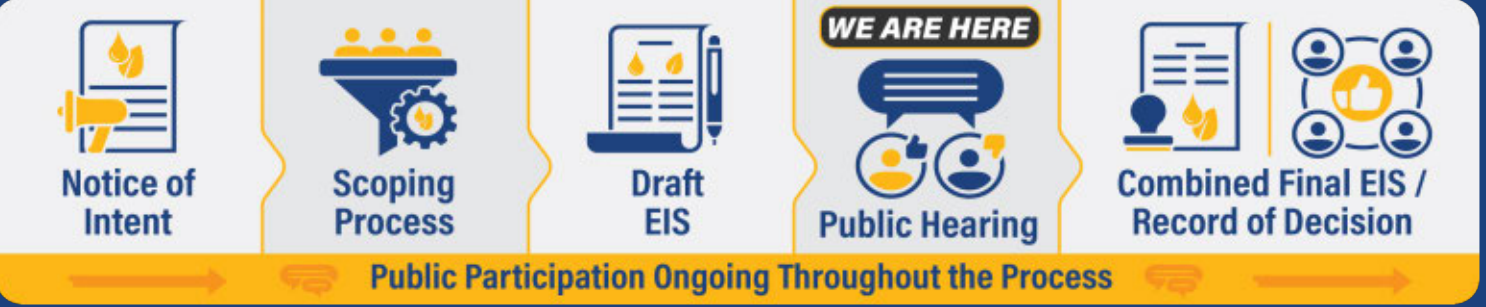 WE ARE HERE
Notice of
Intent
Scoping
Process
Draft
EIS
Public Hearing
Combined Final EIS /
Record of Decision
Public Participation Ongoing Throughout the Process